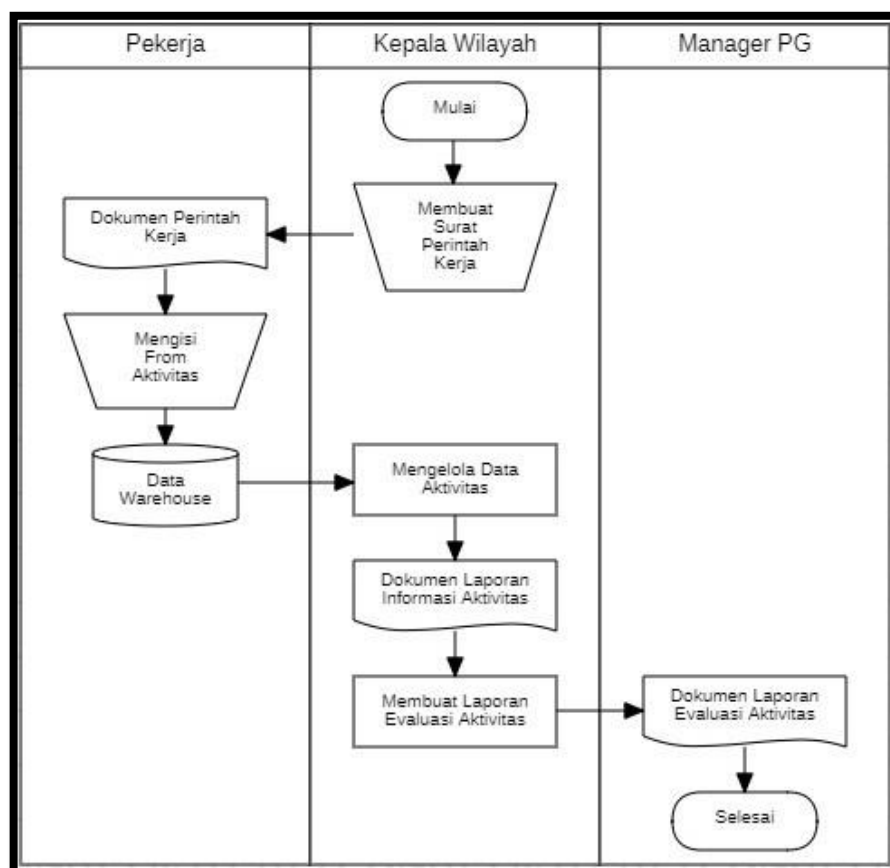 Pekerja
Kepala Wilayah
Manager PG
Mulai
Membuat
Surat
Perintah
Kerja
Dokumen Perintah
Kerja
Mengisi
From
Aktivitas
Data
Warehouse
Mengelola Data
Aktivitas
Dokumen Laporan
Informasi Aktivitas
Membuat Laporan
Evaluasi Aktivitas
Dokumen Laporan
Evaluasi Aktivitas
Selesai